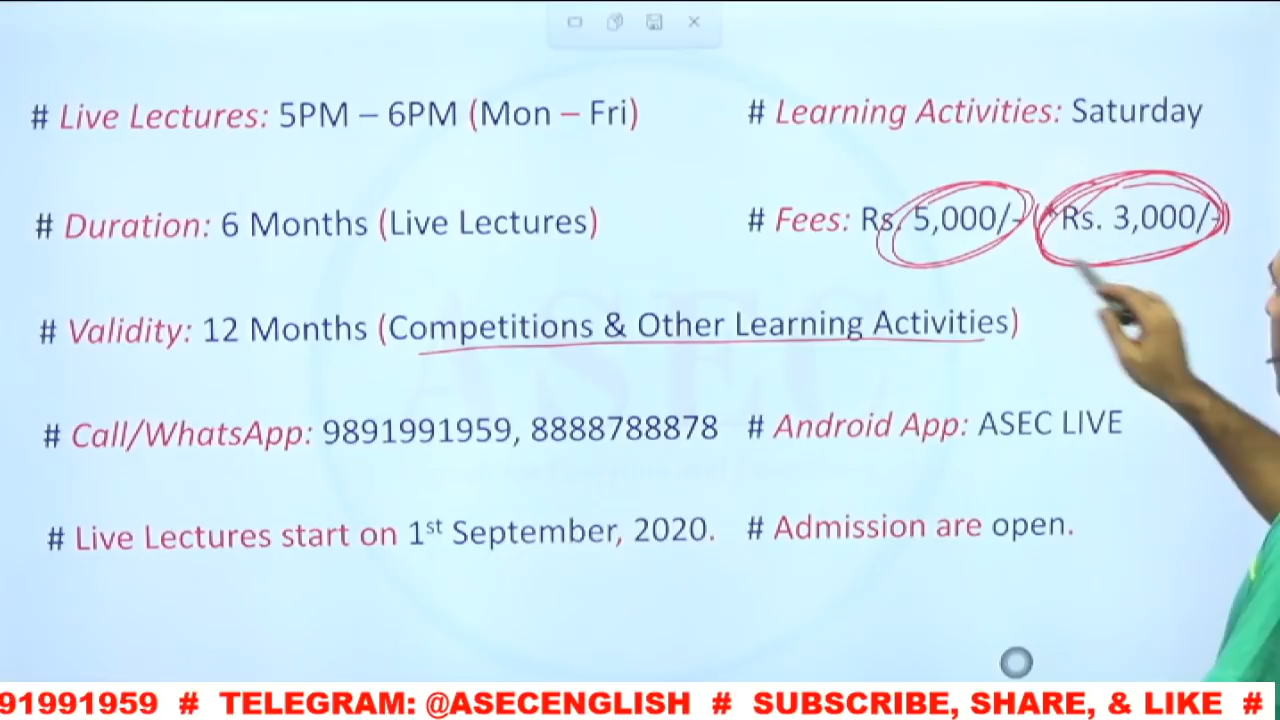 # Live Lectures: 5PM – 6PM (Mon – Fri)
# Learning Activities: Saturday
# Duration: 6 Months (Live Lectures)
# Fees: Rs. 5,000/- (*Rs. 3,000/-)
# Validity: 12 Months (Competitions & Other Learning Activities)
# Call/WhatsApp: 9891991959, 8888788878
# Android App: ASEC LIVE
# Live Lectures start on 1st September, 2020.
# Admission are open.
ASEC
91991959 # TELEGRAM: @ASECENGLISH # SUBSCRIBE, SHARE, & LIKE #